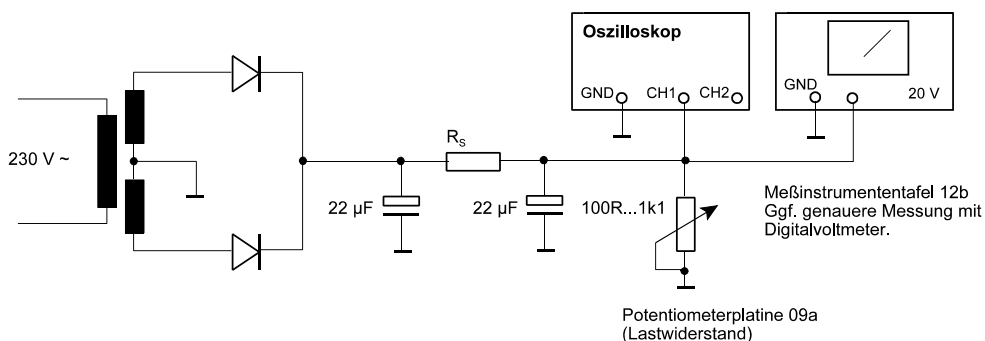 Oszilloskop
GND
CH1
CH2
GND
20 V
230 V ~
R_S
22 µF
22 µF
100R...1k1
Meßinstrumententafel 12b
Ggf. genauere Messung mit
Digitalvoltmeter.
Potentiometerplatine 09a
(Lastwiderstand)